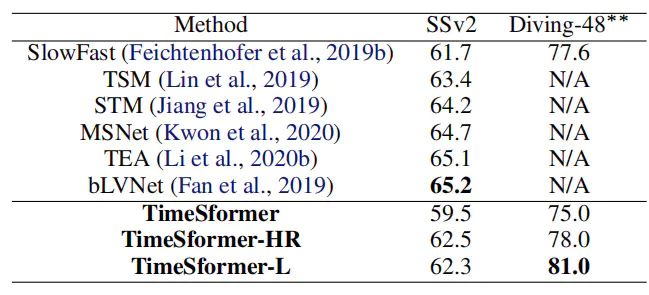 Method SSv2 Diving-48**
SlowFast (Feichtenhofer et al., 2019b) 61.7 77.6
TSM (Lin et al., 2019) 63.4 N/A
STM (Jiang et al., 2019) 64.2 N/A
MSNet (Kwon et al., 2020) 64.7 N/A
TEA (Li et al., 2020b) 65.1 N/A
bLVNet (Fan et al., 2019) 65.2 N/A
TimeSformer 59.5 75.0
TimeSformer-HR 62.5 78.0
TimeSformer-L 62.3 81.0